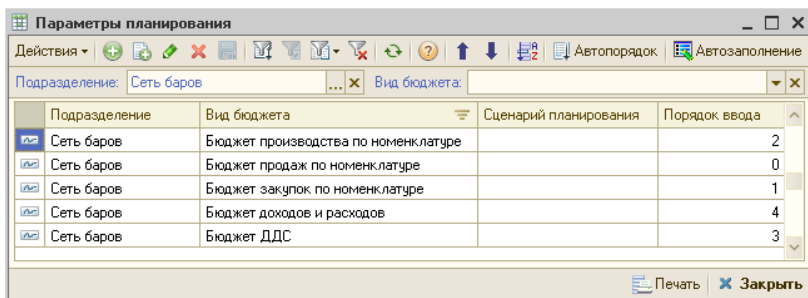 Параметры планирования
Действия Автопорядок Автозаполнение
Подразделение: Сеть баров ... Вид бюджета:
Подразделение Вид бюджета Сценарий планирования Порядок ввода
Сеть баров Бюджет производства по номенклатуре 2
Сеть баров Бюджет продаж по номенклатуре 0
Сеть баров Бюджет закупок по номенклатуре 1
Сеть баров Бюджет доходов и расходов 4
Сеть баров Бюджет ДДС 3
Печать Закрыть